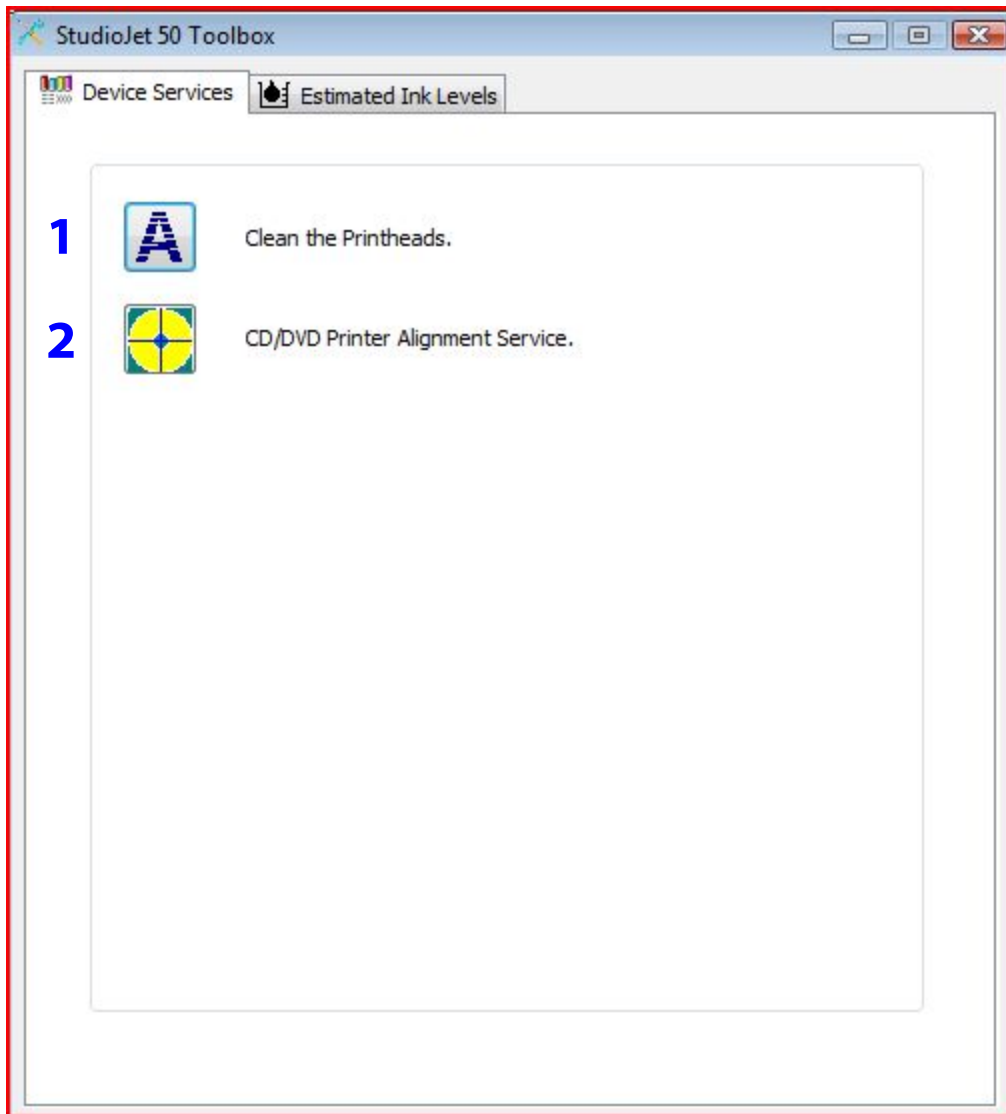 StudioJet 50 Toolbox
Device Services
Estimated Ink Levels
1
Clean the Printheads.
2
CD/DVD Printer Alignment Service.